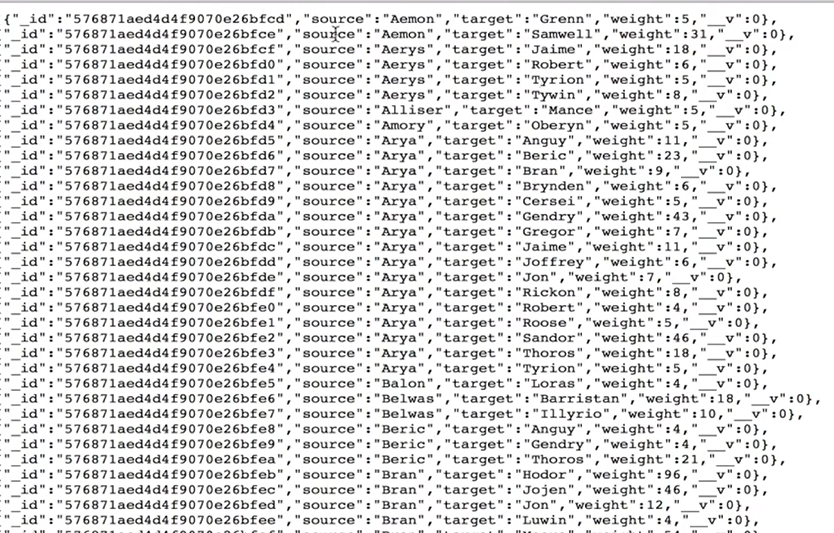 {"_id":"576871aed4d4f9070e26bfcd","source":"Aemon","target":"Grenn","weight":5,"__v":0},
"_id":"576871aed4d4f9070e26bfce","source":"Aemon","target":"Samwell","weight":31,"__v":0},
"_id":"576871aed4d4f9070e26bfcf","source":"Aerys","target":"Jaime","weight":18,"__v":0},
"_id":"576871aed4d4f9070e26bfd0","source":"Aerys","target":"Robert","weight":6,"__v":0},
"_id":"576871aed4d4f9070e26bfd1","source":"Aerys","target":"Tyrion","weight":5,"__v":0},
"_id":"576871aed4d4f9070e26bfd2","source":"Aerys","target":"Tywin","weight":8,"__v":0},
"_id":"576871aed4d4f9070e26bfd3","source":"Alliser","target":"Mance","weight":5,"__v":0},
"_id":"576871aed4d4f9070e26bfd4","source":"Amory","target":"Oberyn","weight":5,"__v":0},
"_id":"576871aed4d4f9070e26bfd5","source":"Arya","target":"Anguy","weight":11,"__v":0},
"_id":"576871aed4d4f9070e26bfd6","source":"Arya","target":"Beric","weight":23,"__v":0},
"_id":"576871aed4d4f9070e26bfd7","source":"Arya","target":"Bran","weight":9,"__v":0},
"_id":"576871aed4d4f9070e26bfd8","source":"Arya","target":"Brynden","weight":6,"__v":0},
"_id":"576871aed4d4f9070e26bfd9","source":"Arya","target":"Cersei","weight":5,"__v":0},
"_id":"576871aed4d4f9070e26bfda","source":"Arya","target":"Gendry","weight":43,"__v":0},
"_id":"576871aed4d4f9070e26bfdb","source":"Arya","target":"Gregor","weight":7,"__v":0},
"_id":"576871aed4d4f9070e26bfdc","source":"Arya","target":"Jaime","weight":11,"__v":0},
"_id":"576871aed4d4f9070e26bfdd","source":"Arya","target":"Joffrey","weight":6,"__v":0},
"_id":"576871aed4d4f9070e26bfde","source":"Arya","target":"Jon","weight":7,"__v":0},
"_id":"576871aed4d4f9070e26bfdf","source":"Arya","target":"Rickon","weight":8,"__v":0},
"_id":"576871aed4d4f9070e26bfe0","source":"Arya","target":"Robert","weight":4,"__v":0},
"_id":"576871aed4d4f9070e26bfe1","source":"Arya","target":"Roose","weight":5,"__v":0},
"_id":"576871aed4d4f9070e26bfe2","source":"Arya","target":"Sandor","weight":46,"__v":0},
"_id":"576871aed4d4f9070e26bfe3","source":"Arya","target":"Thoros","weight":18,"__v":0},
"_id":"576871aed4d4f9070e26bfe4","source":"Arya","target":"Tyrion","weight":5,"__v":0},
"_id":"576871aed4d4f9070e26bfe5","source":"Balon","target":"Loras","weight":4,"__v":0},
"_id":"576871aed4d4f9070e26bfe6","source":"Belwas","target":"Barristan","weight":18,"__v":0},
"_id":"576871aed4d4f9070e26bfe7","source":"Belwas","target":"Illyrio","weight":10,"__v":0},
"_id":"576871aed4d4f9070e26bfe8","source":"Beric","target":"Anguy","weight":4,"__v":0},
"_id":"576871aed4d4f9070e26bfe9","source":"Beric","target":"Gendry","weight":4,"__v":0},
"_id":"576871aed4d4f9070e26bfea","source":"Beric","target":"Thoros","weight":21,"__v":0},
"_id":"576871aed4d4f9070e26bfeb","source":"Bran","target":"Hodor","weight":96,"__v":0},
"_id":"576871aed4d4f9070e26bfec","source":"Bran","target":"Jojen","weight":46,"__v":0},
"_id":"576871aed4d4f9070e26bfed","source":"Bran","target":"Jon","weight":12,"__v":0},
"_id":"576871aed4d4f9070e26bfee","source":"Bran","target":"Luwin","weight":4,"__v":0},